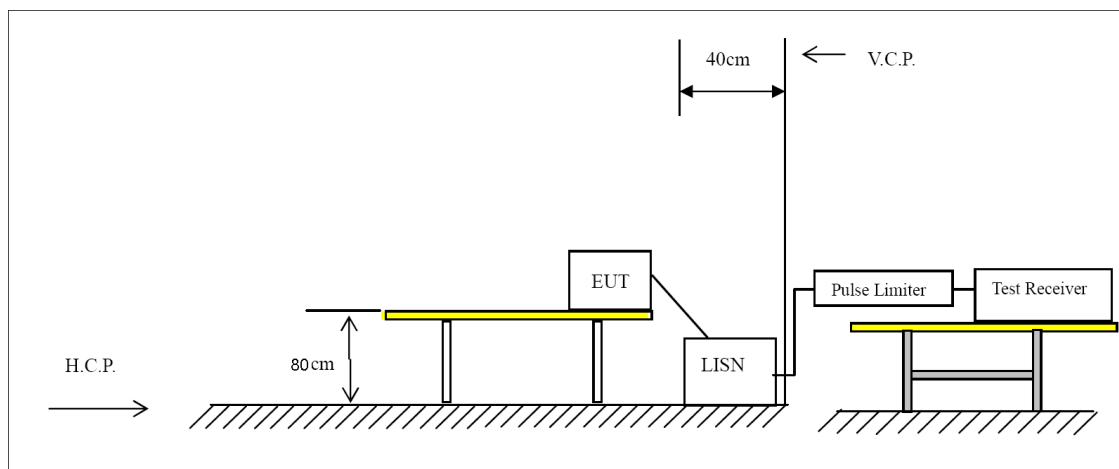 40cm
V.C.P.
EUT
Pulse Limiter
Test Receiver
H.C.P.
80cm
LISN